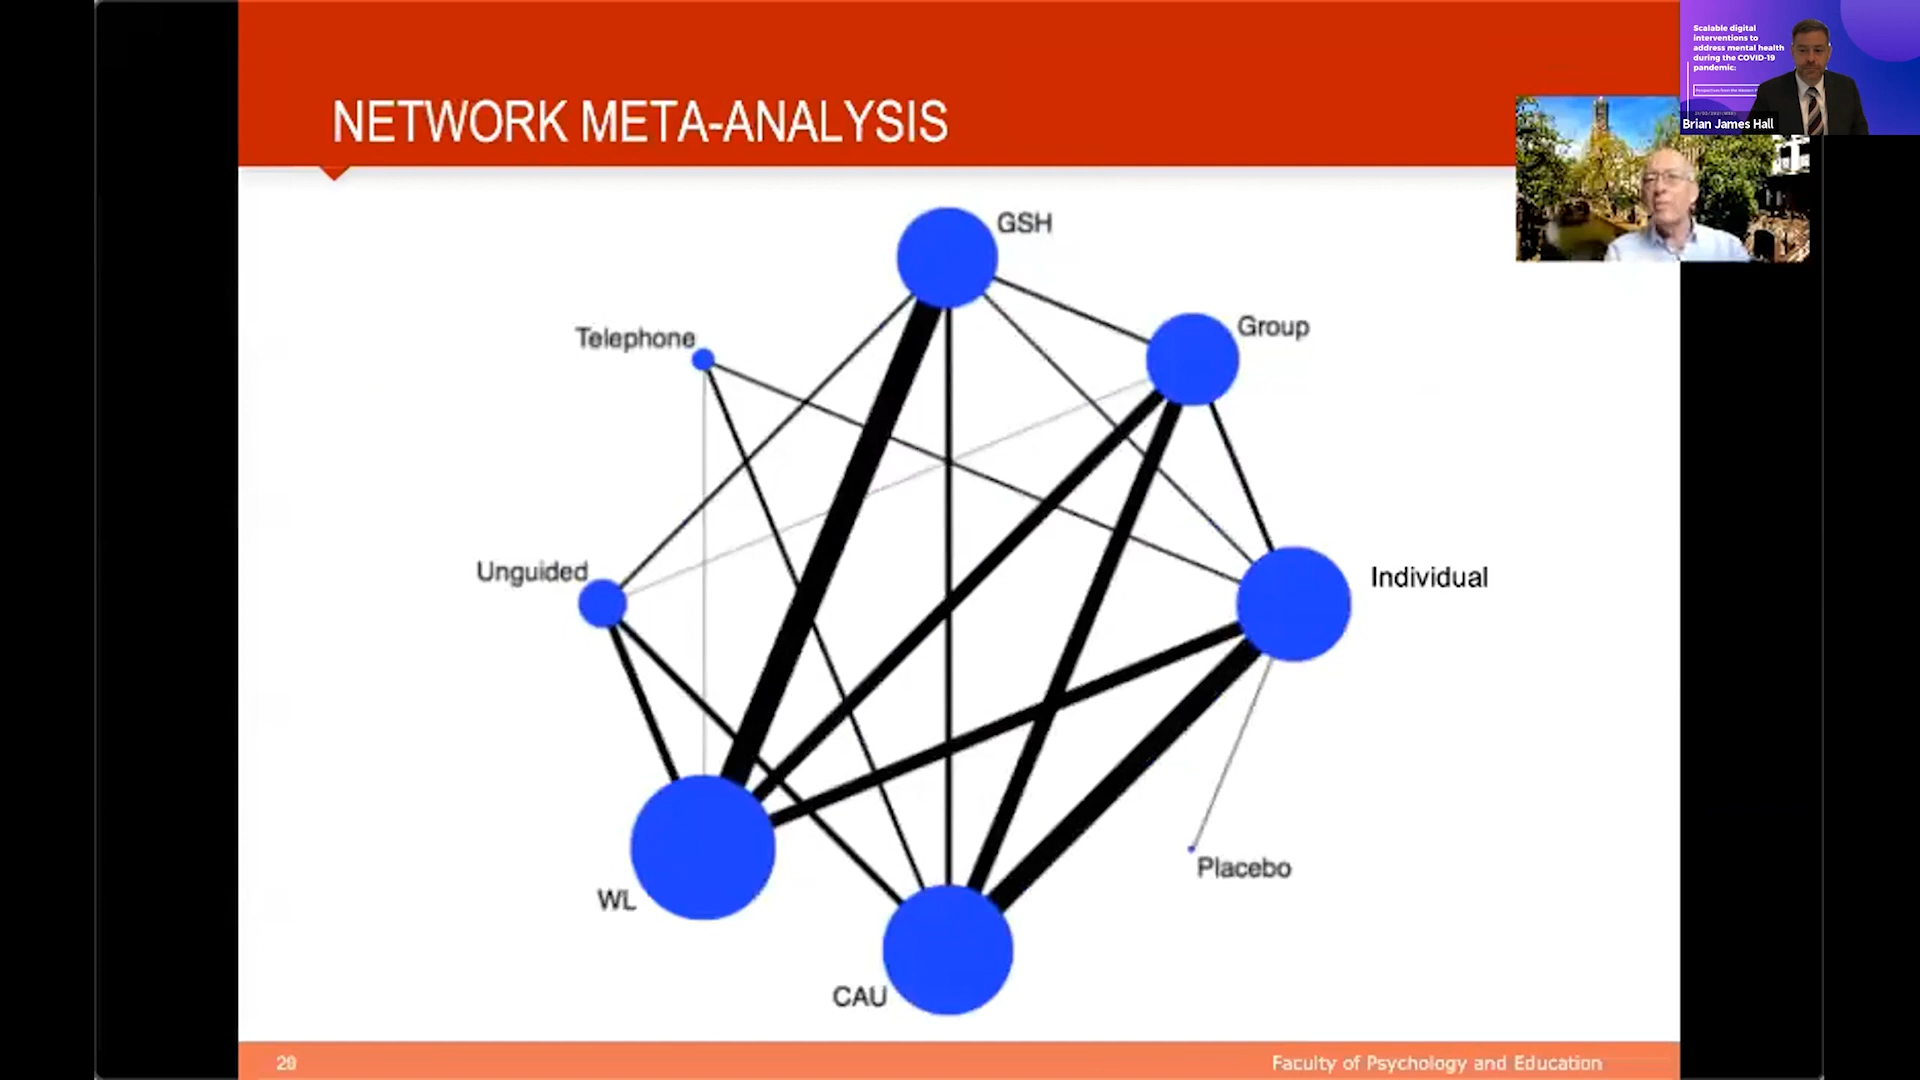 NETWORK META-ANALYSIS
Scalable digital
interventions to
address mental health
during the COVID-19
pandemic:
Brian James Hall
GSH
Group
Telephone
Unguided
Individual
WL
Placebo
CAU
20
Faculty of Psychology and Education